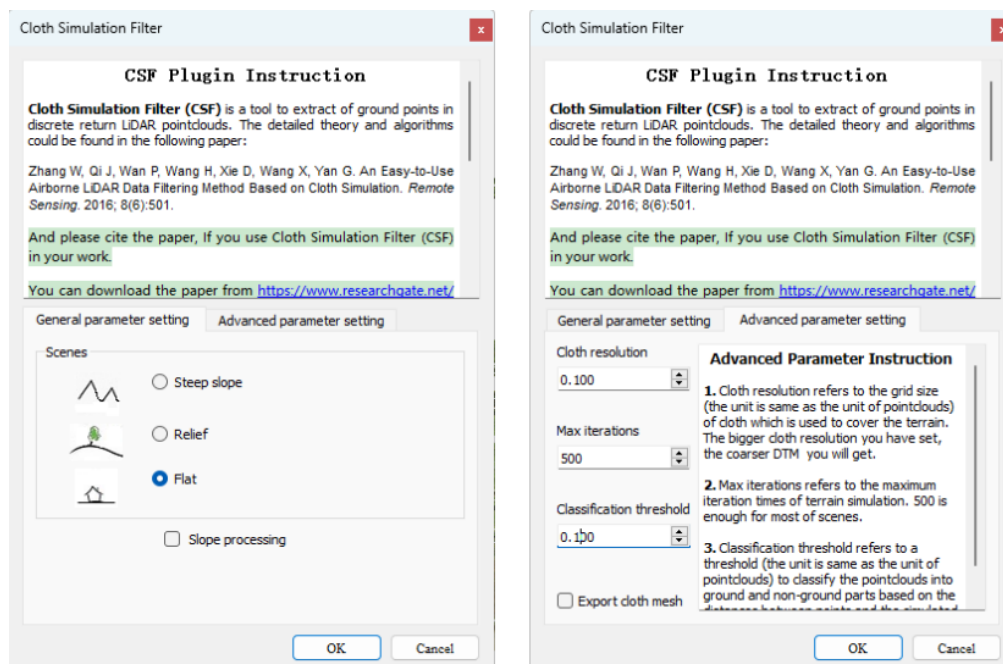 Cloth Simulation Filter
x
CSF Plugin Instruction
Cloth Simulation Filter (CSF) is a tool to extract of ground points in
discrete return LiDAR pointclouds. The detailed theory and algorithms
could be found in the following paper:
Zhang W, Qi J, Wan P, Wang H, Xie D, Wang X, Yan G. An Easy-to-Use
Airborne LiDAR Data Filtering Method Based on Cloth Simulation. Remote
Sensing. 2016; 8(6):501.
And please cite the paper, If you use Cloth Simulation Filter (CSF)
in your work.
You can download the paper from https://www.researchgate.net/
General parameter setting
Advanced parameter setting
Scenes
Steep slope
Relief
Flat
Slope processing
OK
Cancel
Cloth Simulation Filter
x
CSF Plugin Instruction
Cloth Simulation Filter (CSF) is a tool to extract of ground points in
discrete return LiDAR pointclouds. The detailed theory and algorithms
could be found in the following paper:
Zhang W, Qi J, Wan P, Wang H, Xie D, Wang X, Yan G. An Easy-to-Use
Airborne LiDAR Data Filtering Method Based on Cloth Simulation. Remote
Sensing. 2016; 8(6):501.
And please cite the paper, If you use Cloth Simulation Filter (CSF)
in your work.
You can download the paper from https://www.researchgate.net/
General parameter setting
Advanced parameter setting
Cloth resolution
0.100
Max iterations
500
Classification threshold
0.100
Export cloth mesh
Advanced Parameter Instruction
1. Cloth resolution refers to the grid size
(the unit is same as the unit of pointclouds)
of cloth which is used to cover the terrain.
The bigger cloth resolution you have set,
the coarser DTM you will get.
2. Max iterations refers to the maximum
iteration times of terrain simulation. 500 is
enough for most of scenes.
3. Classification threshold refers to a
threshold (the unit is same as the unit of
pointclouds) to classify the pointclouds into
ground and non-ground parts based on the
distances between points and the simulated
OK
Cancel